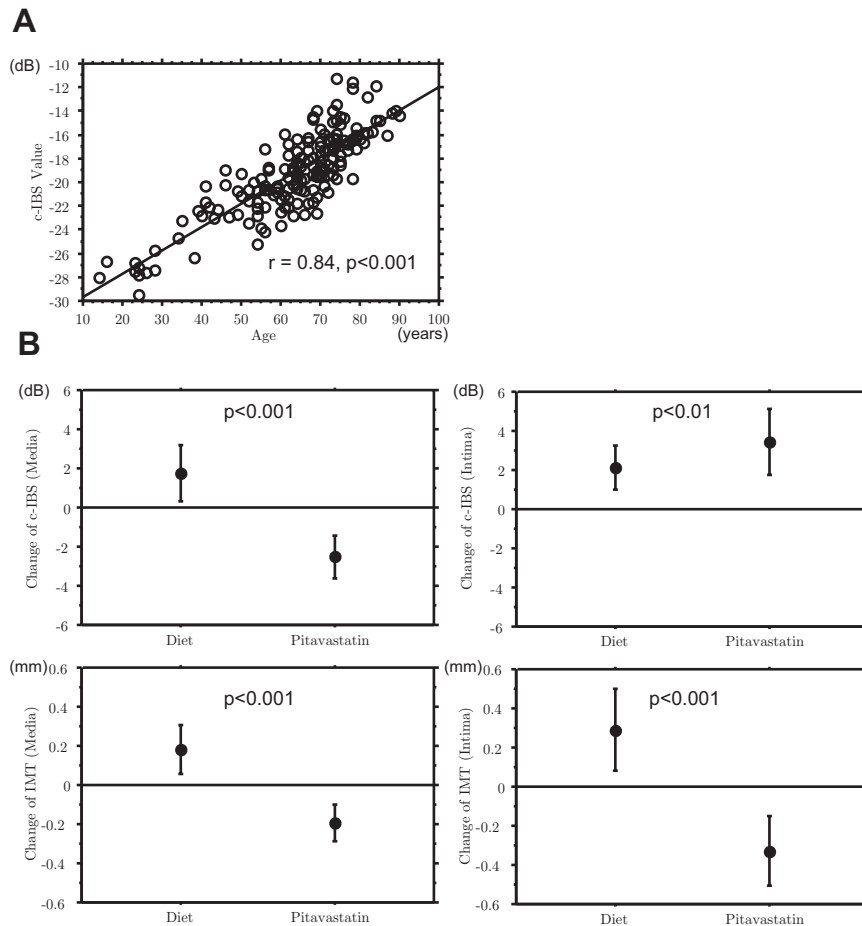 A
(dB)
-10
-12
-14
-16
-18
-20
-22
-24
-26
-28
-30
c-IBS Value
r = 0.84, p<0.001
10 20 30 40 50 60 70 80 90 100
Age
(years)
B
(dB)
6
4
2
0
-2
-4
-6
Change of c-IBS (Media)
p<0.001
Diet Pitavastatin
(dB)
6
4
2
0
-2
-4
-6
Change of c-IBS (Intima)
p<0.01
Diet Pitavastatin
(mm)
0.6
0.4
0.2
0
-0.2
-0.4
-0.6
Change of IMT (Media)
p<0.001
Diet Pitavastatin
(mm)
0.6
0.4
0.2
0
-0.2
-0.4
-0.6
Change of IMT (Intima)
p<0.001
Diet Pitavastatin